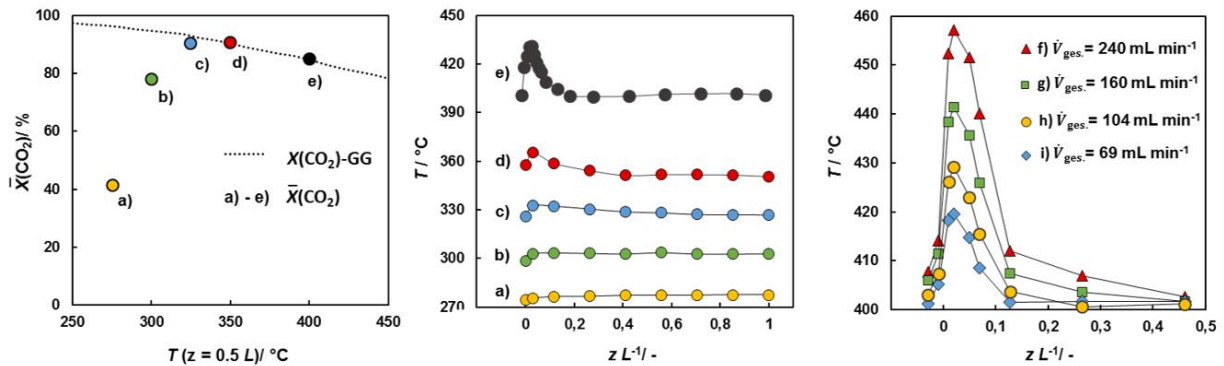 100
80
60
40
20
0
250 300 350 400 450
X̄(CO₂)/ %
T (z = 0.5 L)/ °C
a)
b)
c)
d)
e)
X(CO₂)-GG
a) - e) X̄(CO₂)
450
420
390
360
330
300
270
0 0,2 0,4 0,6 0,8 1
T / °C
z L⁻¹/ -
e)
d)
c)
b)
a)
460
450
440
430
420
410
400
0 0,1 0,2 0,3 0,4 0,5
T / °C
z L⁻¹/ -
f) V̇ges.= 240 mL min⁻¹
g) V̇ges.= 160 mL min⁻¹
h) V̇ges.= 104 mL min⁻¹
i) V̇ges.= 69 mL min⁻¹